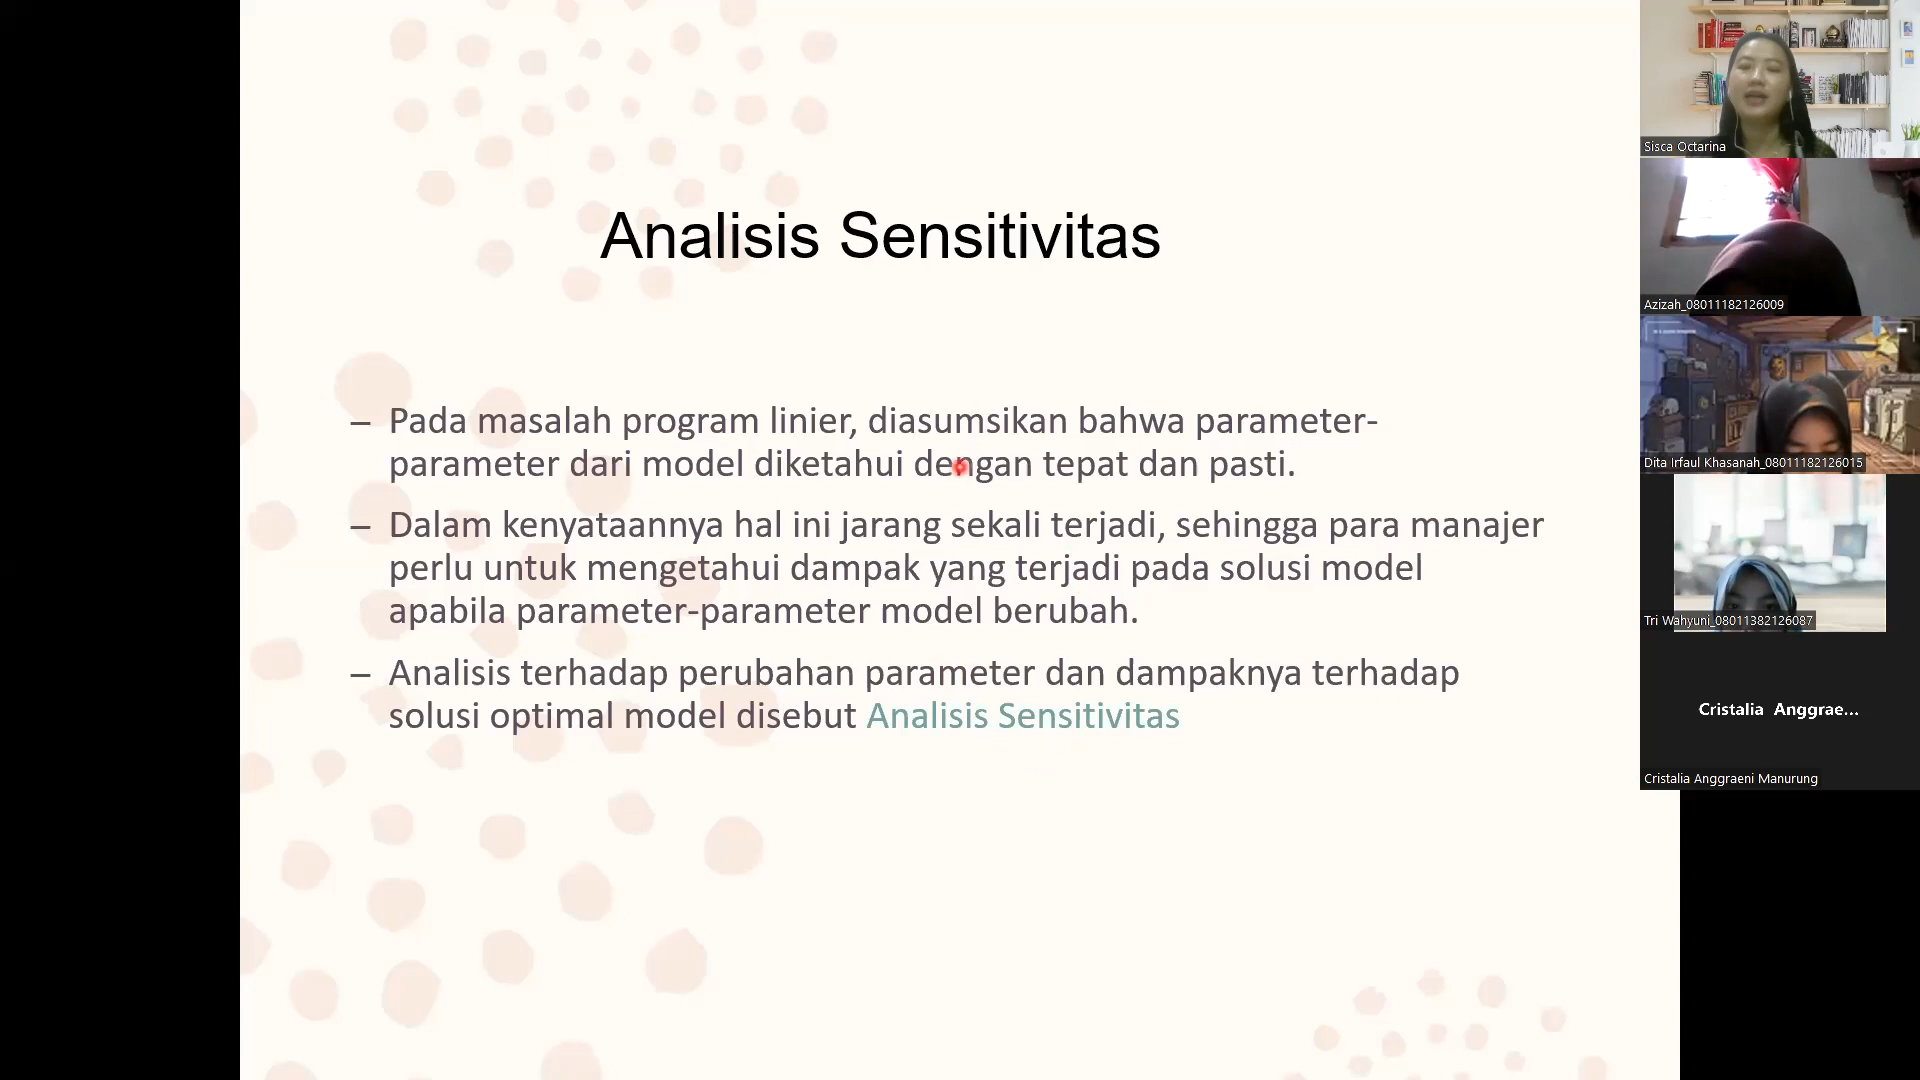 Analisis Sensitivitas
– Pada masalah program linier, diasumsikan bahwa parameter-
parameter dari model diketahui dengan tepat dan pasti.
– Dalam kenyataannya hal ini jarang sekali terjadi, sehingga para manajer
perlu untuk mengetahui dampak yang terjadi pada solusi model
apabila parameter-parameter model berubah.
– Analisis terhadap perubahan parameter dan dampaknya terhadap
solusi optimal model disebut Analisis Sensitivitas
Sisca Octarina
Azizah_08011182126009
Dita Irfaul Khasanah_08011182126015
Tri Wahyuni_08011382126087
Cristalia Anggrae...
Cristalia Anggraeni Manurung